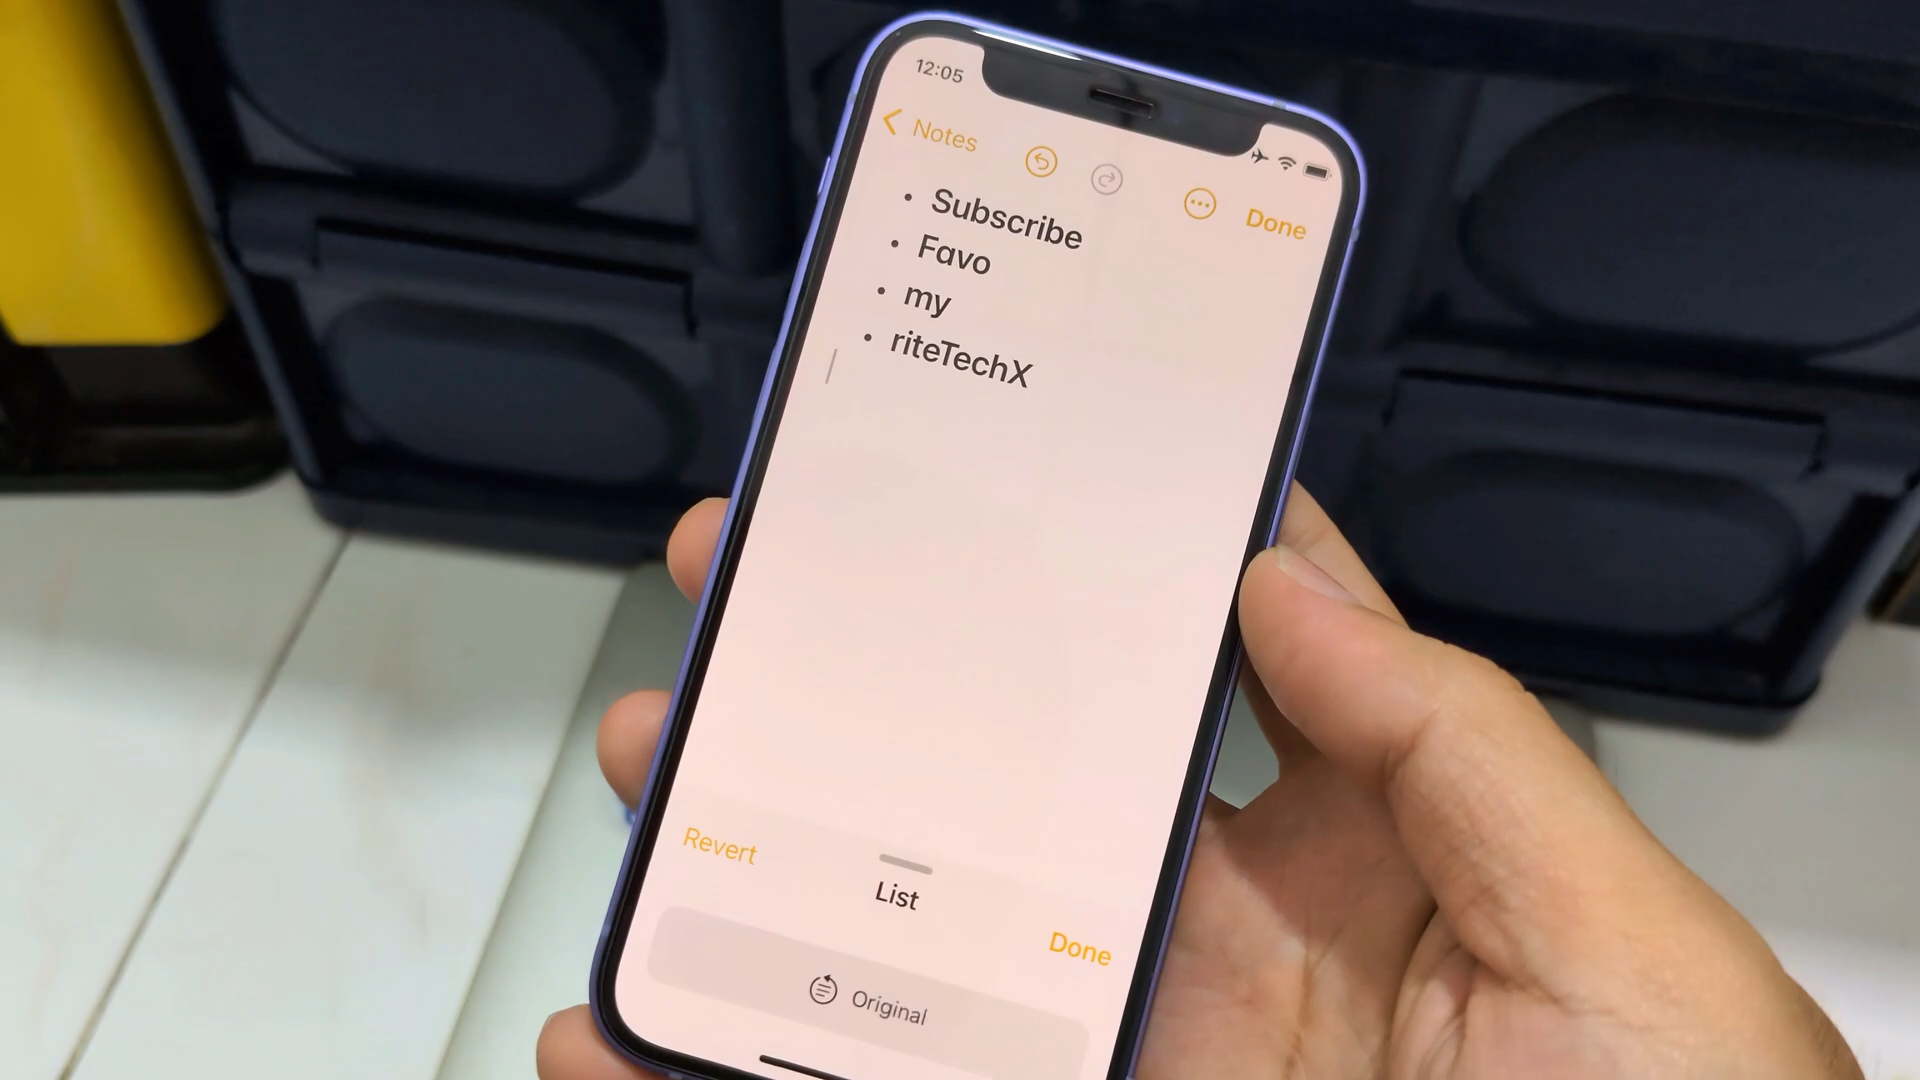 12:05
Notes
Done
• Subscribe
• Favo
• my
• riteTechX
Revert
List
Done
Original